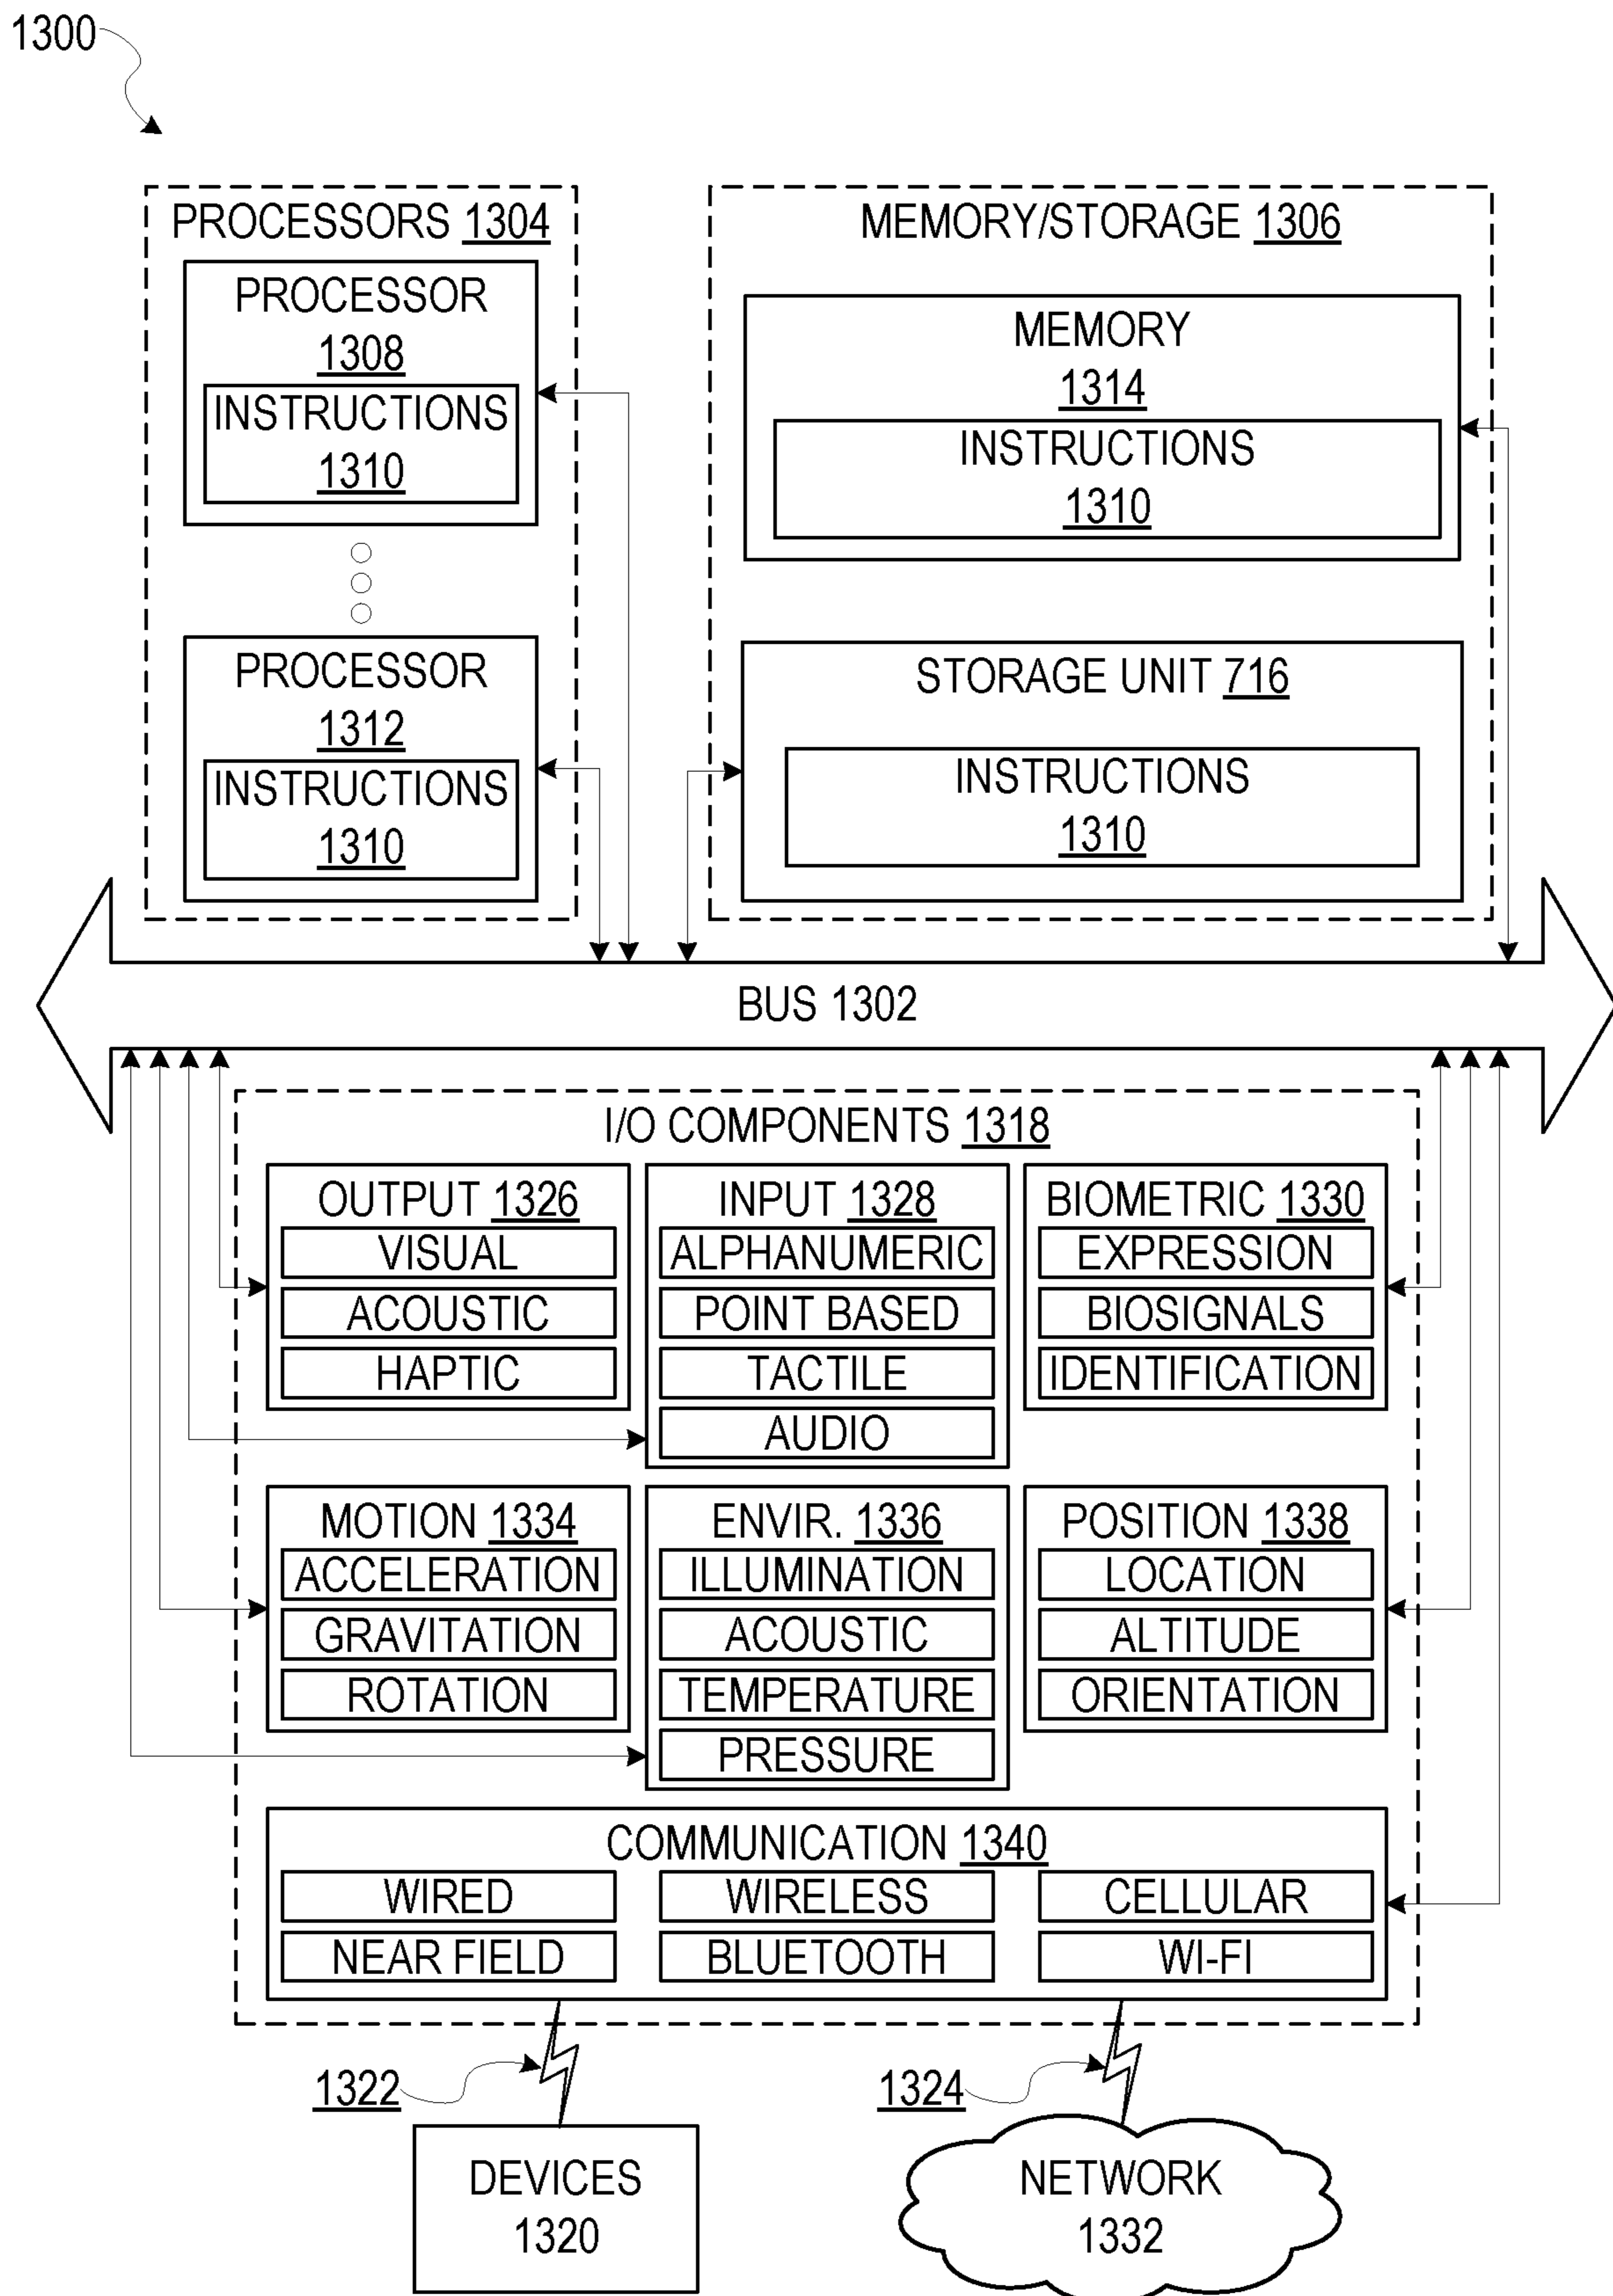 1300
PROCESSORS 1304
PROCESSOR
1308
INSTRUCTIONS
1310
PROCESSOR
1312
INSTRUCTIONS
1310
MEMORY/STORAGE 1306
MEMORY
1314
INSTRUCTIONS
1310
STORAGE UNIT 716
INSTRUCTIONS
1310
BUS 1302
I/O COMPONENTS 1318
OUTPUT 1326
VISUAL
ACOUSTIC
HAPTIC
INPUT 1328
ALPHANUMERIC
POINT BASED
TACTILE
AUDIO
BIOMETRIC 1330
EXPRESSION
BIOSIGNALS
IDENTIFICATION
MOTION 1334
ACCELERATION
GRAVITATION
ROTATION
ENVIR. 1336
ILLUMINATION
ACOUSTIC
TEMPERATURE
PRESSURE
POSITION 1338
LOCATION
ALTITUDE
ORIENTATION
COMMUNICATION 1340
WIRED
WIRELESS
CELLULAR
NEAR FIELD
BLUETOOTH
WI-FI
1322
1324
DEVICES
1320
NETWORK
1332